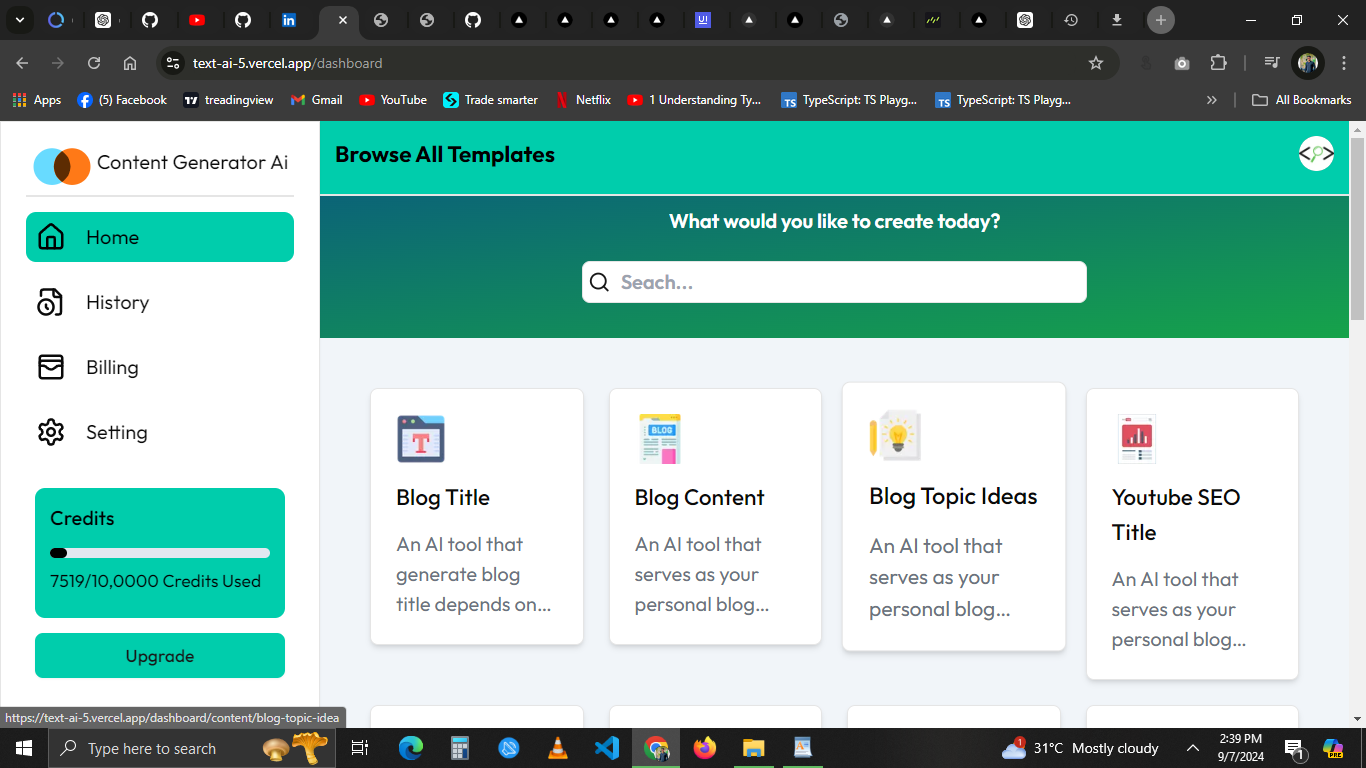 text-ai-5.vercel.app/dashboard
Apps
(5) Facebook
treadingview
Gmail
YouTube
Trade smarter
Netflix
1 Understanding Ty...
TypeScript: TS Playg...
TypeScript: TS Playg...
All Bookmarks
Content Generator Ai
Browse All Templates
Home
History
Billing
Setting
Credits
7519/10,0000 Credits Used
Upgrade
What would you like to create today?
Seach...
Blog Title
An AI tool that
generate blog
title depends on...
Blog Content
An AI tool that
serves as your
personal blog...
BLOG
Blog Topic Ideas
An AI tool that
serves as your
personal blog...
Youtube SEO
Title
An AI tool that
serves as your
personal blog...
https://text-ai-5.vercel.app/dashboard/content/blog-topic-idea
Type here to search
31°C Mostly cloudy
2:39 PM
9/7/2024